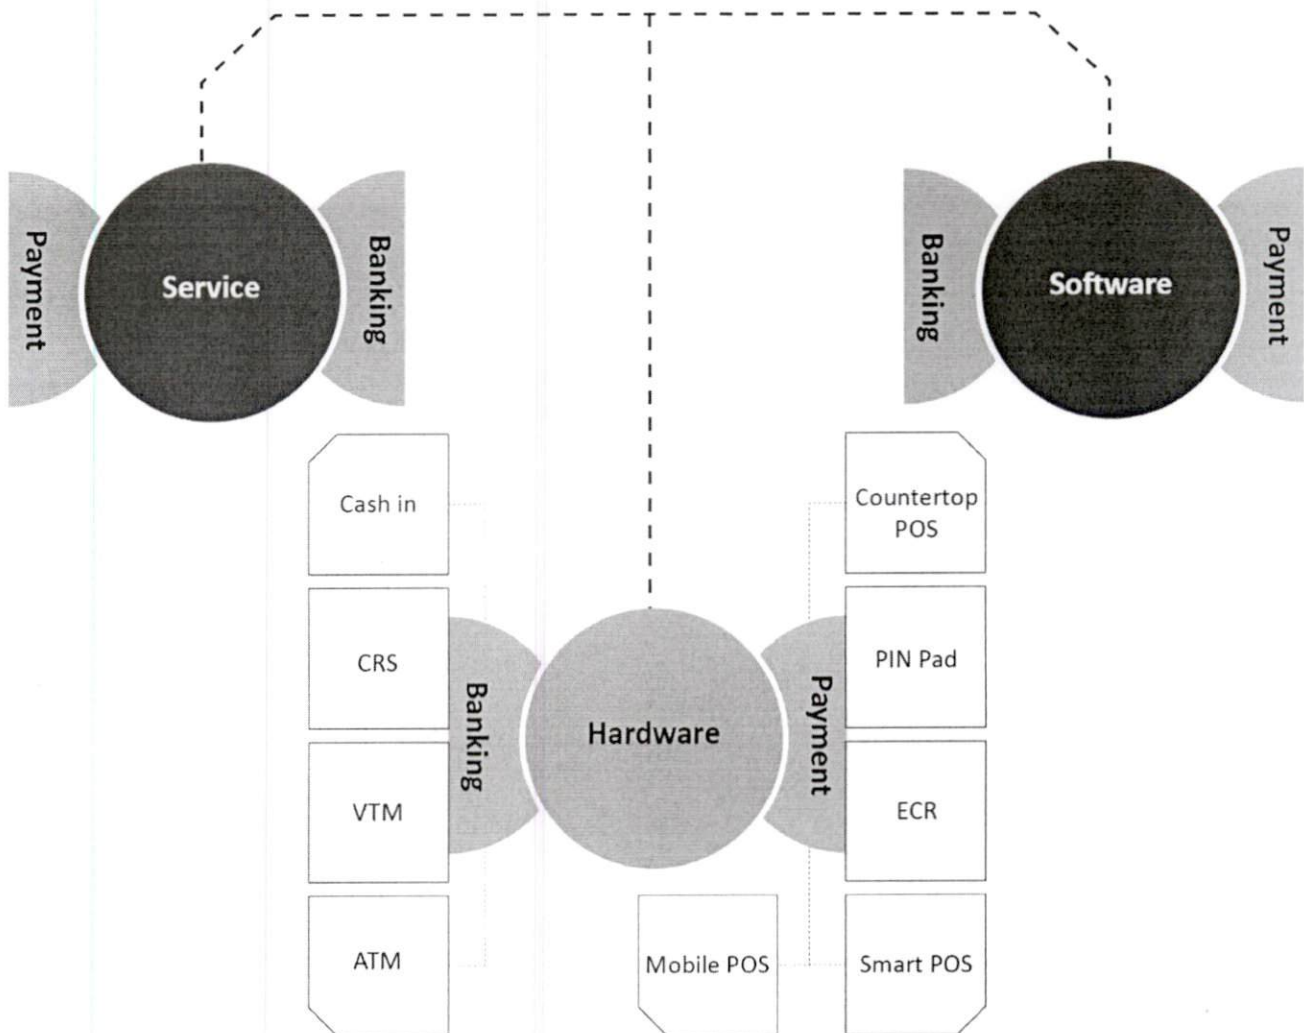 Payment
Service
Banking
Banking
Software
Payment
Cash in
CRS
VTM
ATM
Banking
Hardware
Payment
Countertop
POS
PIN Pad
ECR
Mobile POS
Smart POS